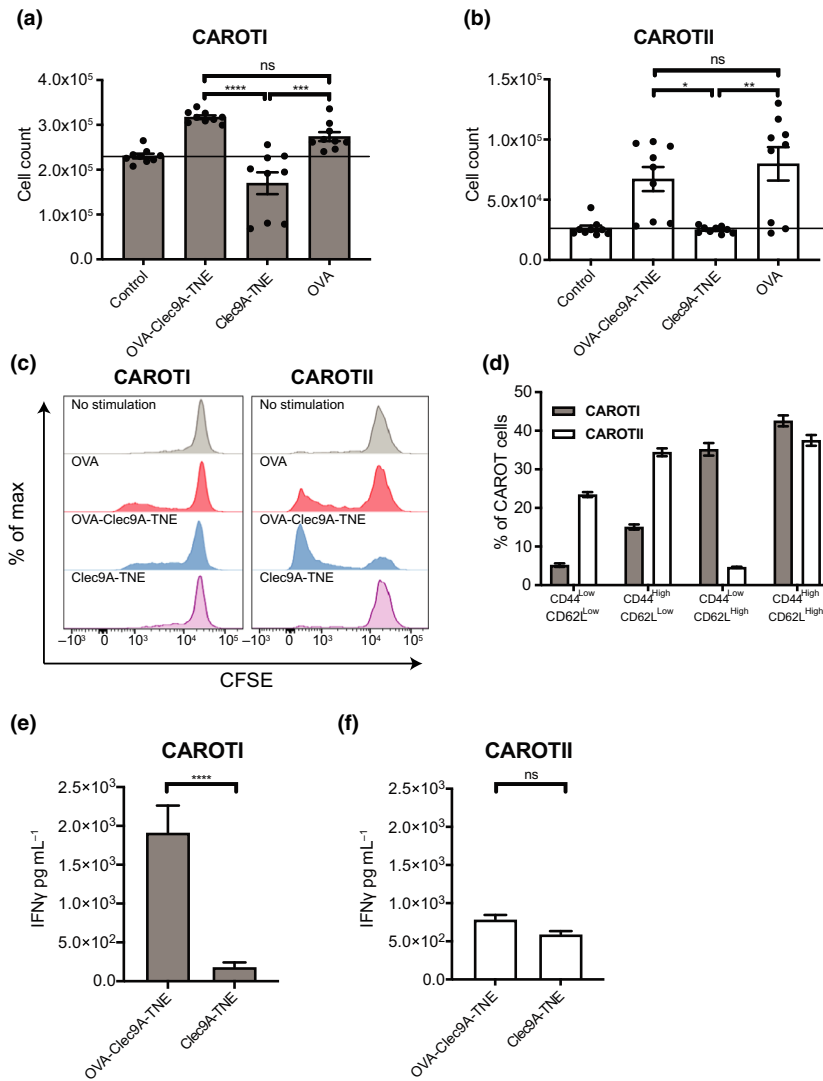 (a)
CAROTI
ns
****
***
4.0x10⁵
3.0x10⁵
2.0x10⁵
1.0x10⁵
0.0
Cell count
Control
OVA-Clec9A-TNE
Clec9A-TNE
OVA
(b)
CAROTII
ns
*
**
1.5x10⁵
1.0x10⁵
5.0x10⁴
0.0
Cell count
Control
OVA-Clec9A-TNE
Clec9A-TNE
OVA
(c)
CAROTI
CAROTII
No stimulation
OVA
OVA-Clec9A-TNE
Clec9A-TNE
No stimulation
OVA
OVA-Clec9A-TNE
Clec9A-TNE
% of max
–10³ 0 10³ 10⁴ 10⁵
–10³ 0 10³ 10⁴ 10⁵
CFSE
(d)
CAROTI
CAROTII
50
40
30
20
10
0
% of CAROT cells
CD44Low
CD62LLow
CD44High
CD62LLow
CD44Low
CD62LHigh
CD44High
CD62LHigh
(e)
CAROTI
****
2.5×10³
2.0×10³
1.5×10³
1.0×10³
5.0×10²
0.0
IFNγ pg mL⁻¹
OVA-Clec9A-TNE
Clec9A-TNE
(f)
CAROTII
ns
2.5×10³
2.0×10³
1.5×10³
1.0×10³
5.0×10²
0.0
IFNγ pg mL⁻¹
OVA-Clec9A-TNE
Clec9A-TNE